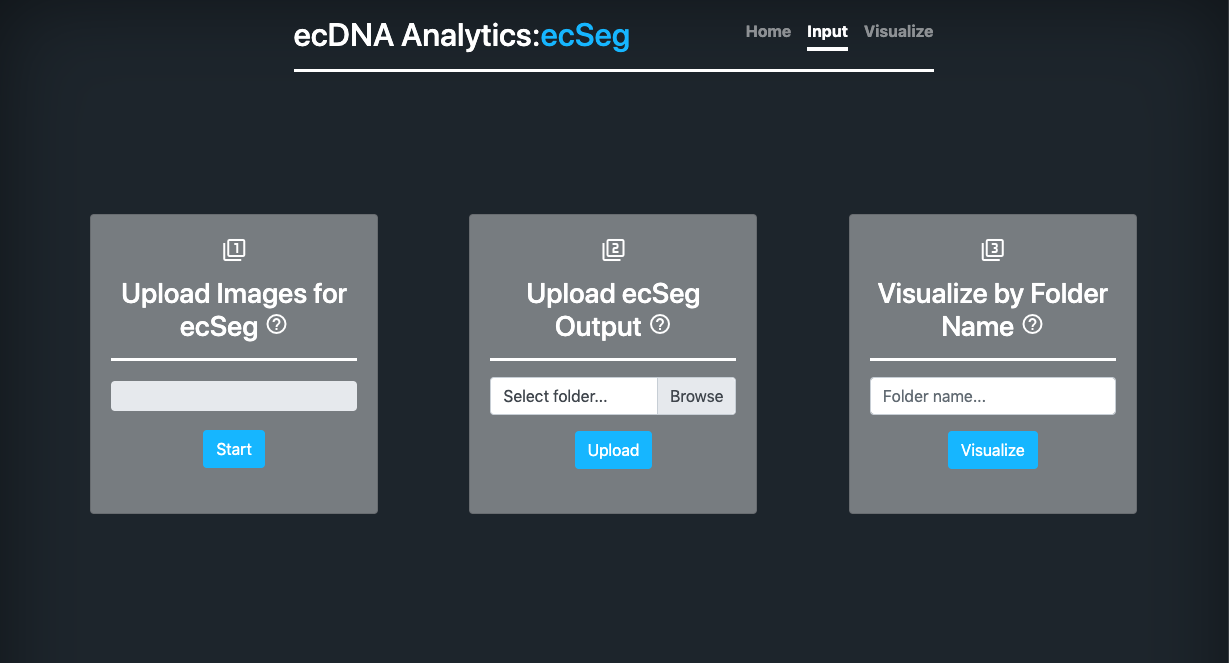 ecDNA Analytics:ecSeg
Home Input Visualize
1
Upload Images for
ecSeg ?
Start
2
Upload ecSeg
Output ?
Select folder... Browse
Upload
3
Visualize by Folder
Name ?
Folder name...
Visualize